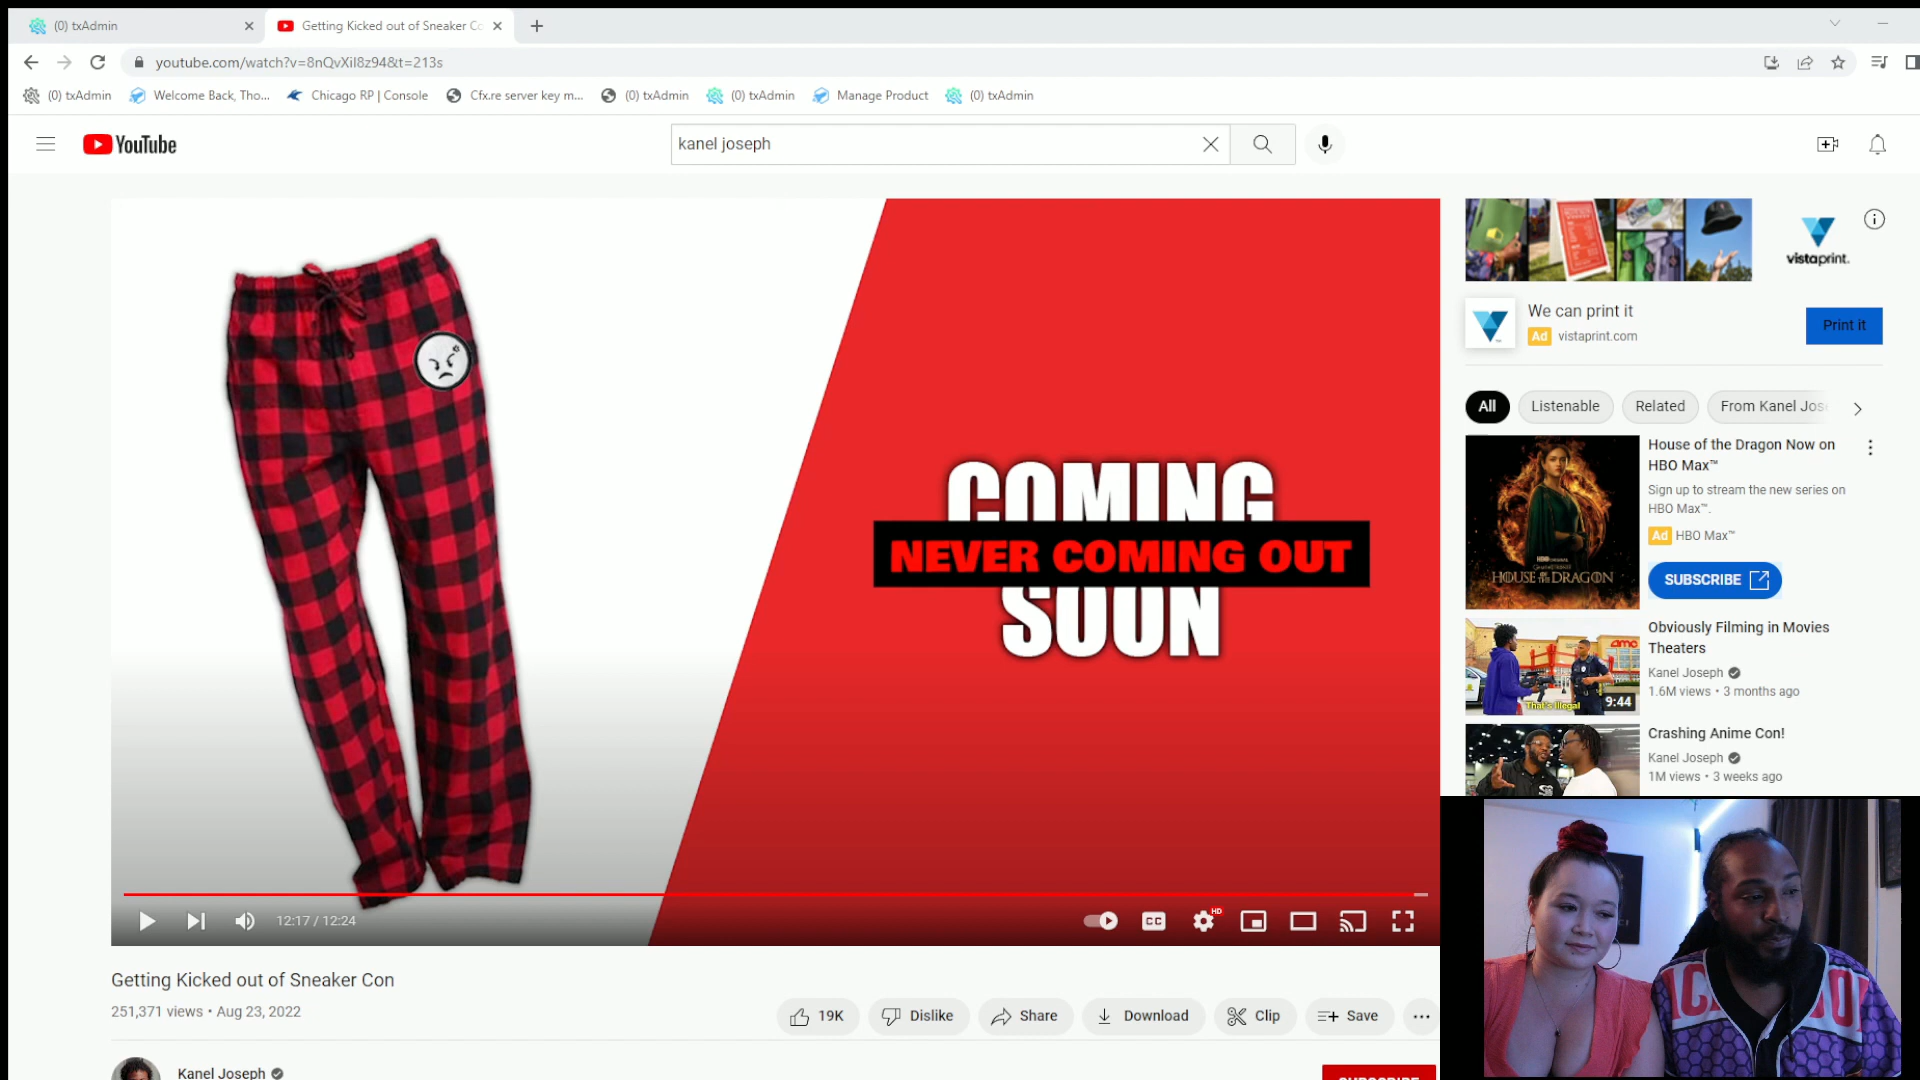 (0) txAdmin
Getting Kicked out of Sneaker Co
youtube.com/watch?v=8nQvXiI8z94&t=213s
(0) txAdmin
Welcome Back, Tho...
Chicago RP | Console
Cfx.re server key m...
(0) txAdmin
(0) txAdmin
Manage Product
(0) txAdmin
YouTube
kanel joseph
COMING
NEVER COMING OUT
SOON
12:17 / 12:24
CC
HD
Getting Kicked out of Sneaker Con
251,371 views • Aug 23, 2022
19K
Dislike
Share
Download
Clip
Save
Kanel Joseph
SUBSCRIBE
vistaprint.
We can print it
Ad vistaprint.com
Print it
All
Listenable
Related
From Kanel Jos
HOUSE OF THE DRAGON
House of the Dragon Now on
HBO Max™
Sign up to stream the new series on
HBO Max™.
Ad HBO Max™
SUBSCRIBE
amc
That's Illegal
9:44
Obviously Filming in Movies
Theaters
Kanel Joseph
1.6M views • 3 months ago
Crashing Anime Con!
Kanel Joseph
1M views • 3 weeks ago